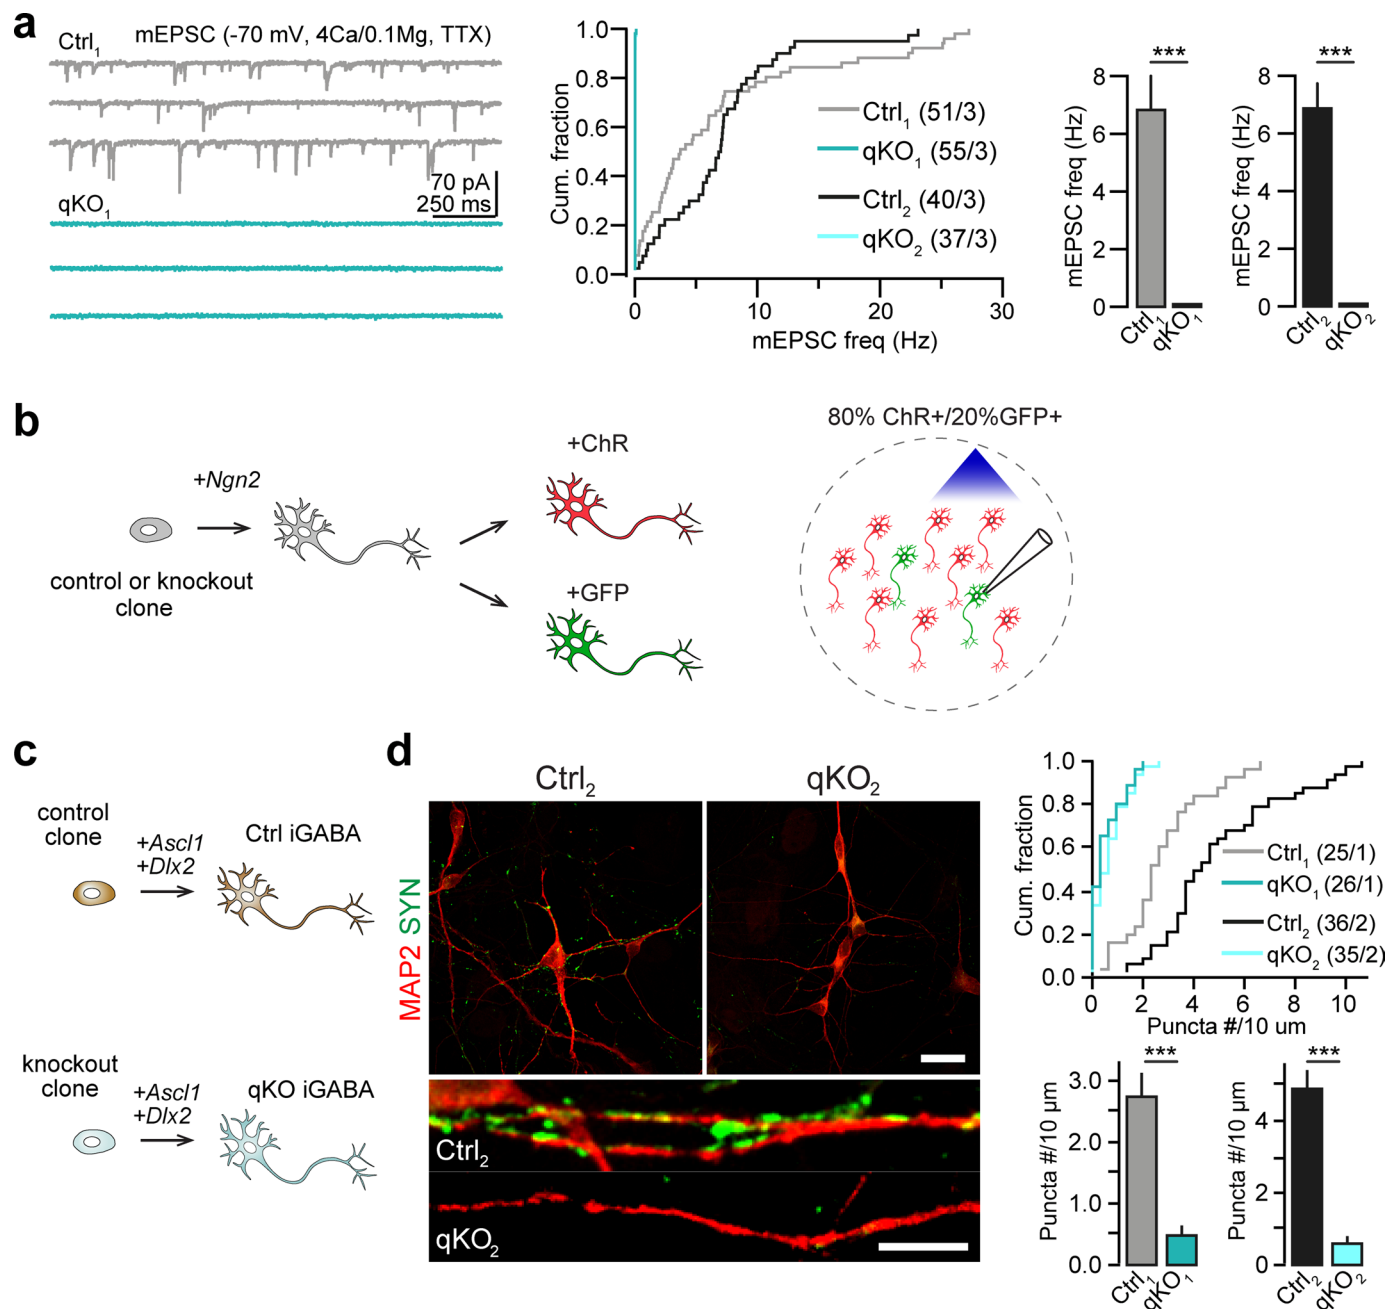 a
Ctrl1
mEPSC (-70 mV, 4Ca/0.1Mg, TTX)
70 pA
250 ms
qKO1
Cum. fraction
1.0
0.8
0.6
0.4
0.2
0.0
0
10
20
30
mEPSC freq (Hz)
Ctrl1 (51/3)
qKO1 (55/3)
Ctrl2 (40/3)
qKO2 (37/3)
***
mEPSC freq (Hz)
8
6
4
2
0
Ctrl1
qKO1
***
mEPSC freq (Hz)
8
6
4
2
0
Ctrl2
qKO2
b
control or knockout
clone
+Ngn2
+ChR
+GFP
80% ChR+/20%GFP+
c
control
clone
+Ascl1
+Dlx2
Ctrl iGABA
knockout
clone
+Ascl1
+Dlx2
qKO iGABA
d
Ctrl2
qKO2
MAP2 SYN
Ctrl2
qKO2
Cum. fraction
1.0
0.8
0.6
0.4
0.2
0.0
0
2
4
6
8
10
Puncta #/10 um
Ctrl1 (25/1)
qKO1 (26/1)
Ctrl2 (36/2)
qKO2 (35/2)
***
Puncta #/10 µm
3.0
2.0
1.0
0.0
Ctrl1
qKO1
***
Puncta #/10 µm
4
2
0
Ctrl2
qKO2